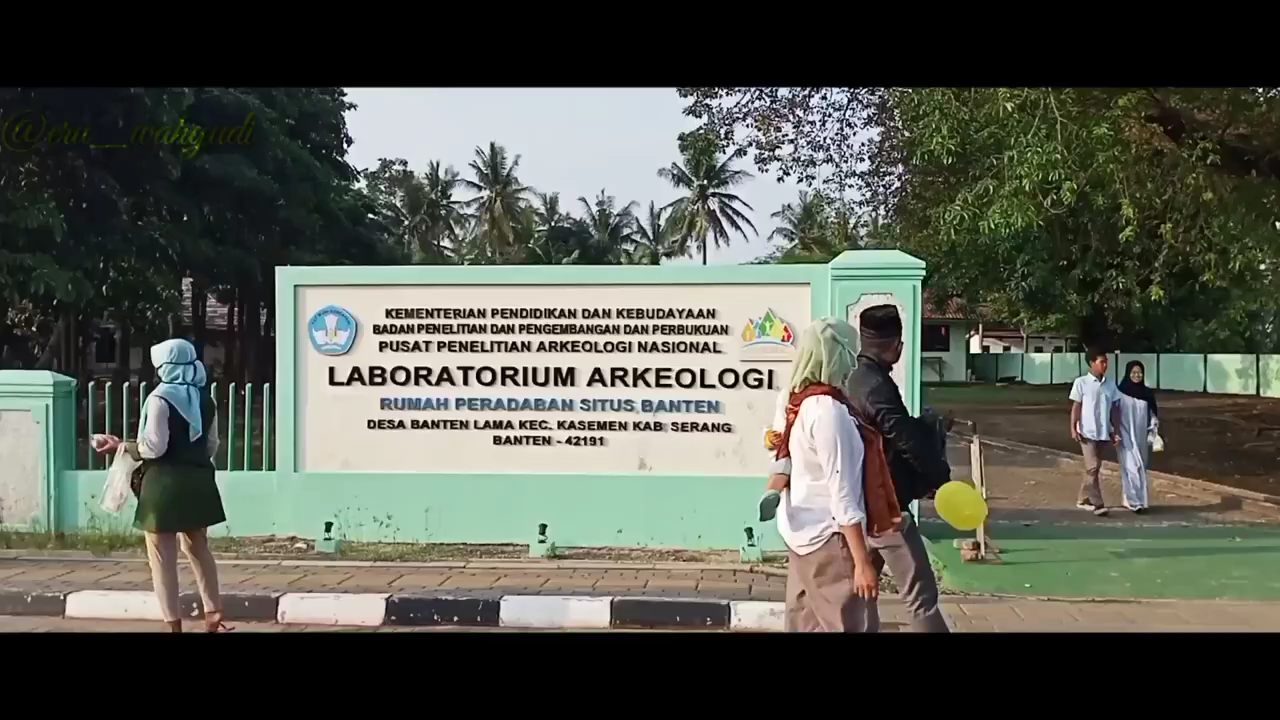 @eru__wahyudi
KEMENTERIAN PENDIDIKAN DAN KEBUDAYAAN
BADAN PENELITIAN DAN PENGEMBANGAN DAN PERBUKUAN
PUSAT PENELITIAN ARKEOLOGI NASIONAL
LABORATORIUM ARKEOLOGI
RUMAH PERADABAN SITUS BANTEN
DESA BANTEN LAMA KEC. KASEMEN KAB. SERANG
BANTEN - 42191